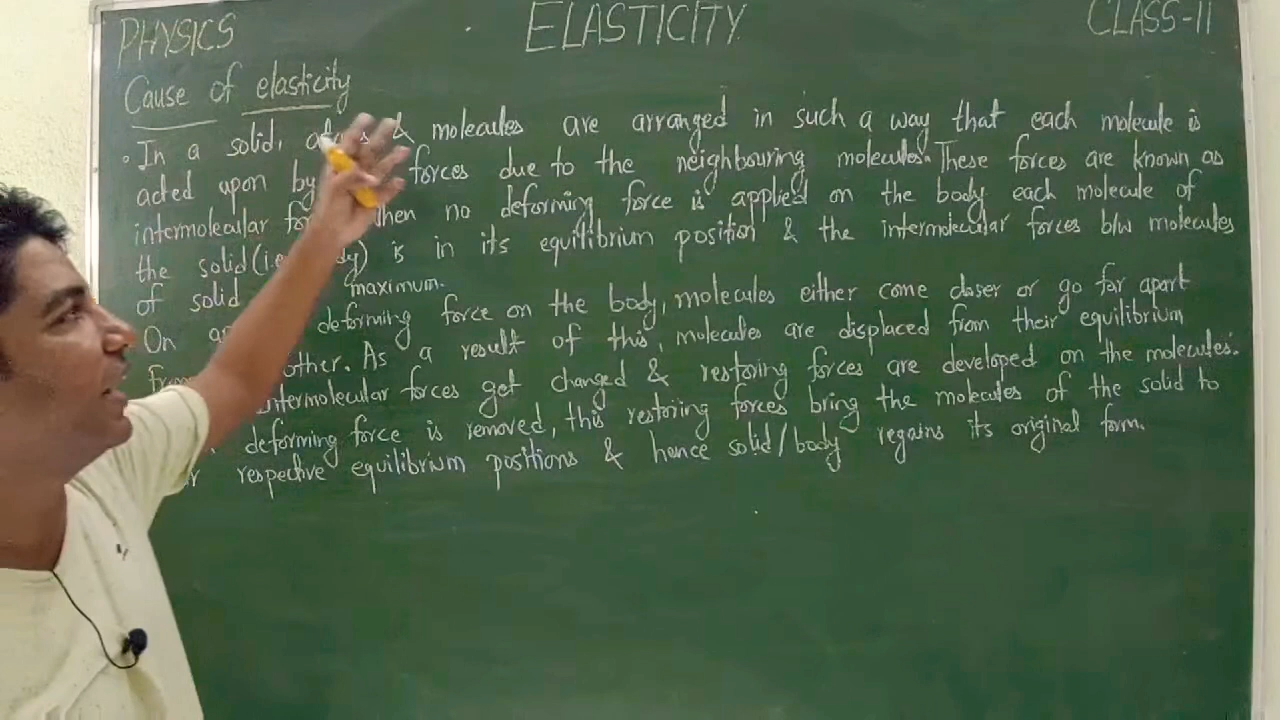 PHYSICS ELASTICITY CLASS-11
Cause of elasticity
• In a solid, & molecules are arranged in such a way that each molecule is
acted upon by forces due to the neighbouring molecules. These forces are known as
intermolecular when no deforming force is applied on the body each molecule of
the solid (i.e. is in its equilibrium position & the intermolecular forces b/w molecules
of solid maximum.
On deforming force on the body, molecules either come closer or go far apart
from other. As a result of this, molecules are displaced from their equilibrium
intermolecular forces get changed & restoring forces are developed on the molecules.
deforming force is removed, this restoring forces bring the molecules of the solid to
respective equilibrium positions & hence solid/body regains its original form.